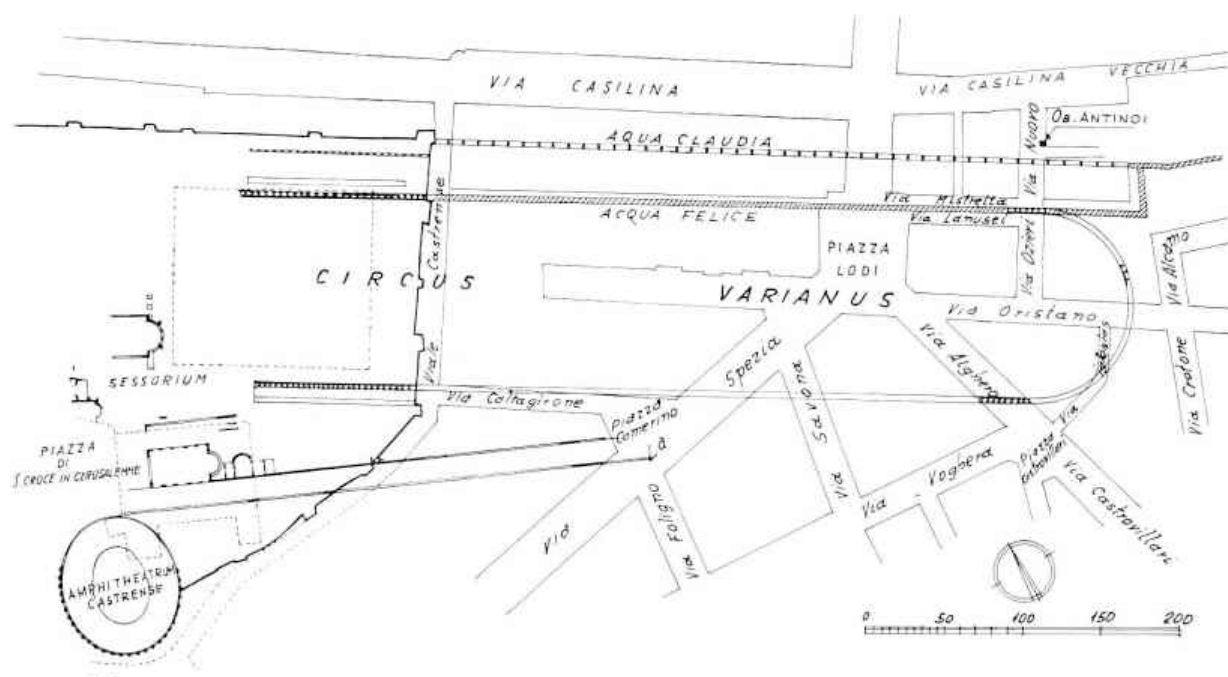 VIA CASILINA
VIA CASILINA VECCHIA
AQUA CLAUDIA
OB. ANTINOI
Via Nuoro
ACQUA FELICE
Via Mistretta
Via Lanusei
Viale Castrense
CIRCUS
VARIANUS
PIAZZA
LODI
Via Ozieri
Via Alcamo
Via Oristano
Via Crotone
Via Alghero
SESSORIUM
Via Caltagirone
Piazza
Camerino
Via Spezia
Via Savona
a
PIAZZA
DI
S. CROCE IN GERUSALEMME
Via Voghera
Piazza
Castrovillari
Via
Via Castrovillari
Via Foligno
AMPHITHEATRUM
CASTRENSE
0 50 100 150 200